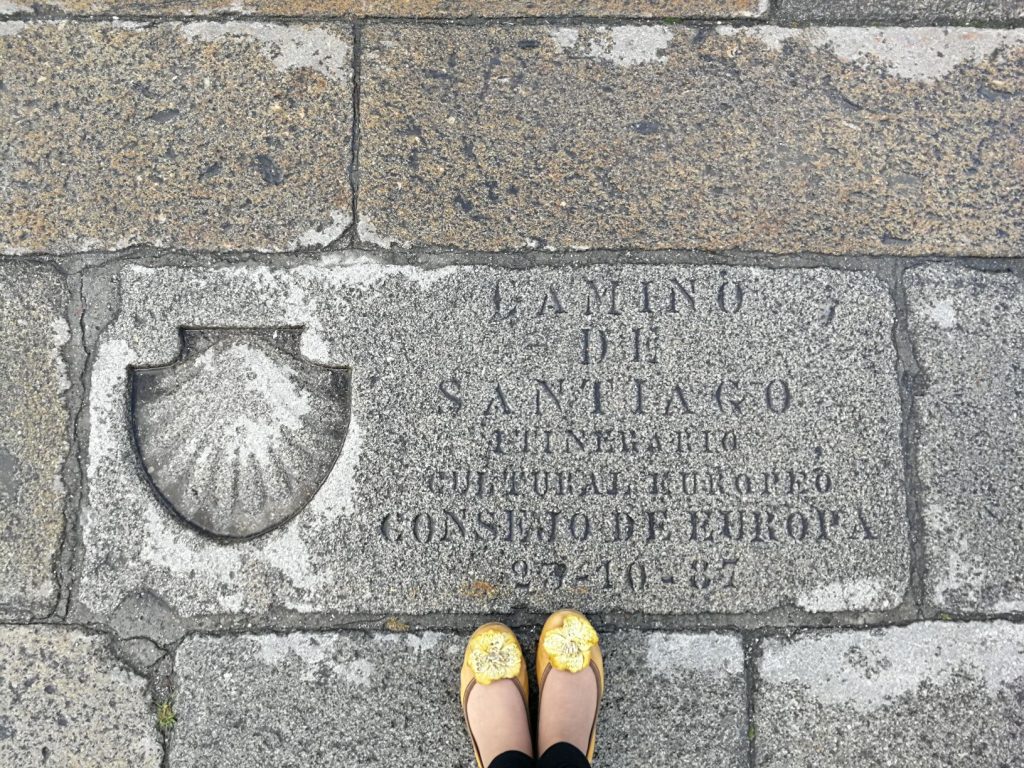 CAMINO
DE
SANTIAGO
ITINERARIO
CULTURAL EUROPEO
CONSEJO DE EUROPA
23-10-87